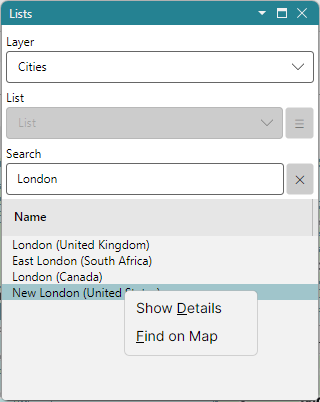 Lists
Layer
Cities
List
List
Search
London
Name
London (United Kingdom)
East London (South Africa)
London (Canada)
New London (United States)
Show Details
Find on Map